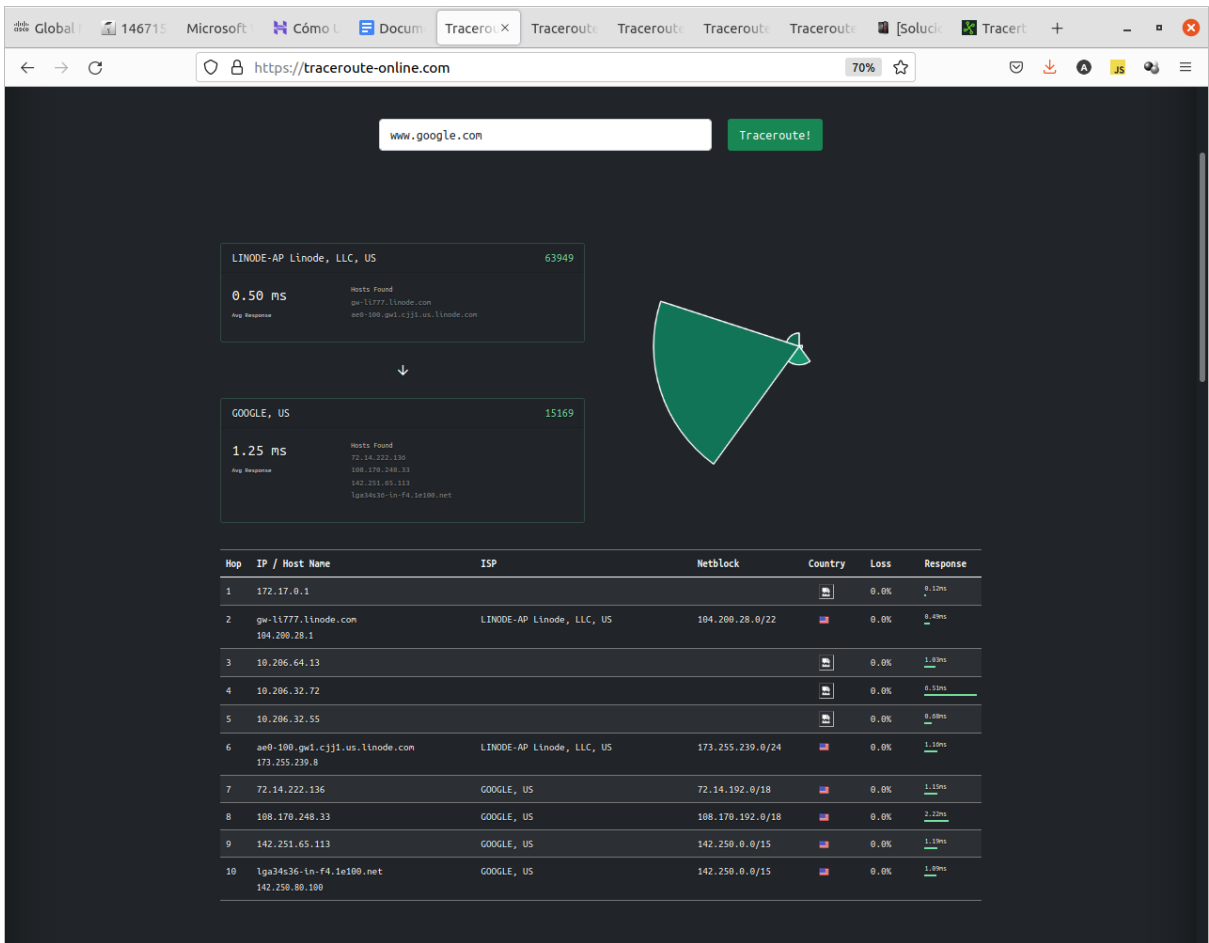 Global
146715
Microsoft
Cómo U
Docum
Tracerou
Traceroute
Traceroute
Traceroute
Traceroute
[Soluci
Tracert
https://traceroute-online.com
70%
www.google.com
Traceroute!
LINODE-AP Linode, LLC, US 63949
0.50 ms
Avg Response
Hosts Found
gw-li777.linode.com
ae0-100.gw1.cjj1.us.linode.com
GOOGLE, US 15169
1.25 ms
Avg Response
Hosts Found
72.14.222.136
108.170.248.33
142.251.65.113
lga34s36-in-f4.1e100.net
Hop IP / Host Name ISP Netblock Country Loss Response
1 172.17.0.1 0.0% 0.12ms
2 gw-li777.linode.com LINODE-AP Linode, LLC, US 104.200.28.0/22 0.0% 0.49ms
104.200.28.1
3 10.206.64.13 0.0% 1.03ms
4 10.206.32.72 0.0% 6.51ms
5 10.206.32.55 0.0% 0.68ms
6 ae0-100.gw1.cjj1.us.linode.com LINODE-AP Linode, LLC, US 173.255.239.0/24 0.0% 1.10ms
173.255.239.8
7 72.14.222.136 GOOGLE, US 72.14.192.0/18 0.0% 1.15ms
8 108.170.248.33 GOOGLE, US 108.170.192.0/18 0.0% 2.22ms
9 142.251.65.113 GOOGLE, US 142.250.0.0/15 0.0% 1.19ms
10 lga34s36-in-f4.1e100.net GOOGLE, US 142.250.0.0/15 0.0% 1.09ms
142.250.80.100